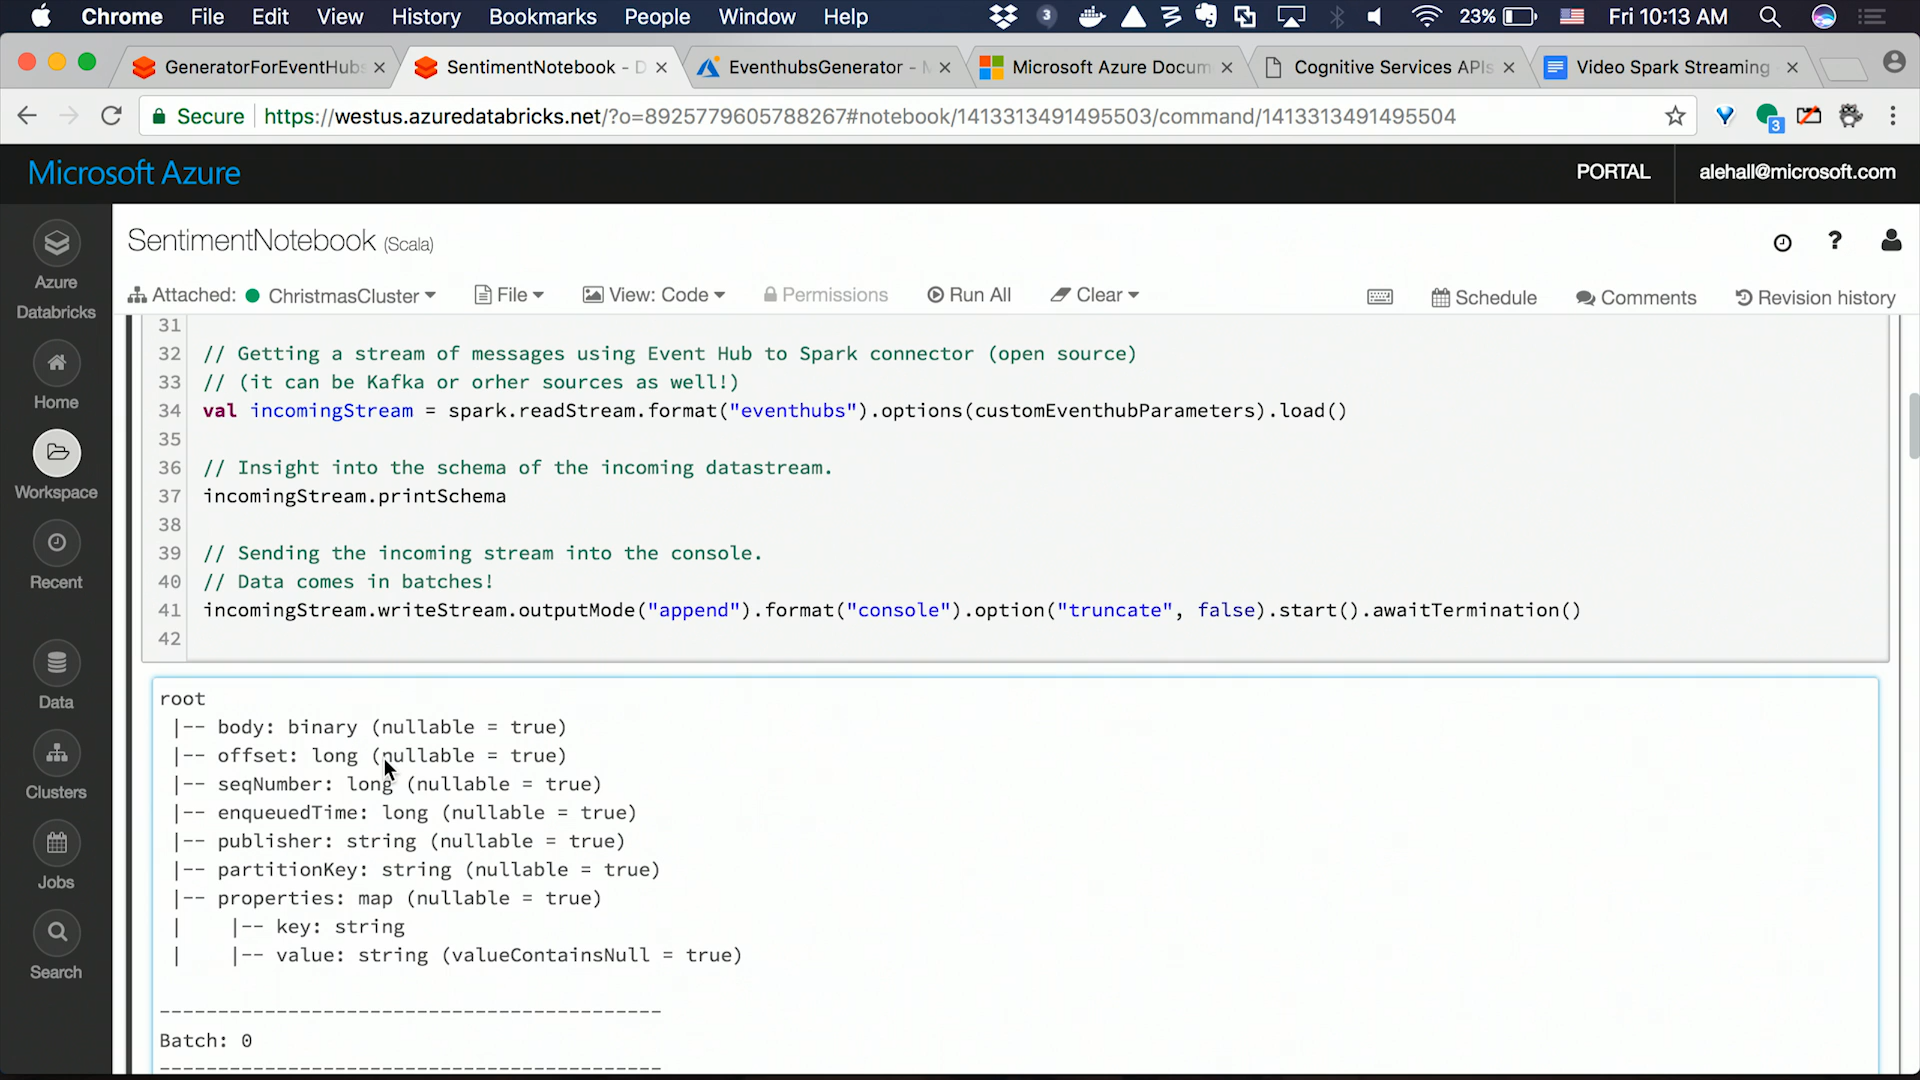 Chrome File Edit View History Bookmarks People Window Help 3 23% Fri 10:13 AM
GeneratorForEventHubs SentimentNotebook - D EventhubsGenerator - M Microsoft Azure Docum Cognitive Services APIs Video Spark Streaming
Secure https://westus.azuredatabricks.net/?o=8925779605788267#notebook/1413313491495503/command/1413313491495504 3
Microsoft Azure PORTAL alehall@microsoft.com
SentimentNotebook (Scala) ?
Attached: ChristmasCluster File View: Code Permissions Run All Clear Schedule Comments Revision history
Azure
Databricks
Home
Workspace
Recent
Data
Clusters
Jobs
Search
31
32 // Getting a stream of messages using Event Hub to Spark connector (open source)
33 // (it can be Kafka or orher sources as well!)
34 val incomingStream = spark.readStream.format("eventhubs").options(customEventhubParameters).load()
35
36 // Insight into the schema of the incoming datastream.
37 incomingStream.printSchema
38
39 // Sending the incoming stream into the console.
40 // Data comes in batches!
41 incomingStream.writeStream.outputMode("append").format("console").option("truncate", false).start().awaitTermination()
42
root
|-- body: binary (nullable = true)
|-- offset: long (nullable = true)
|-- seqNumber: long (nullable = true)
|-- enqueuedTime: long (nullable = true)
|-- publisher: string (nullable = true)
|-- partitionKey: string (nullable = true)
|-- properties: map (nullable = true)
|    |-- key: string
|    |-- value: string (valueContainsNull = true)
-------------------------------------------
Batch: 0
-------------------------------------------